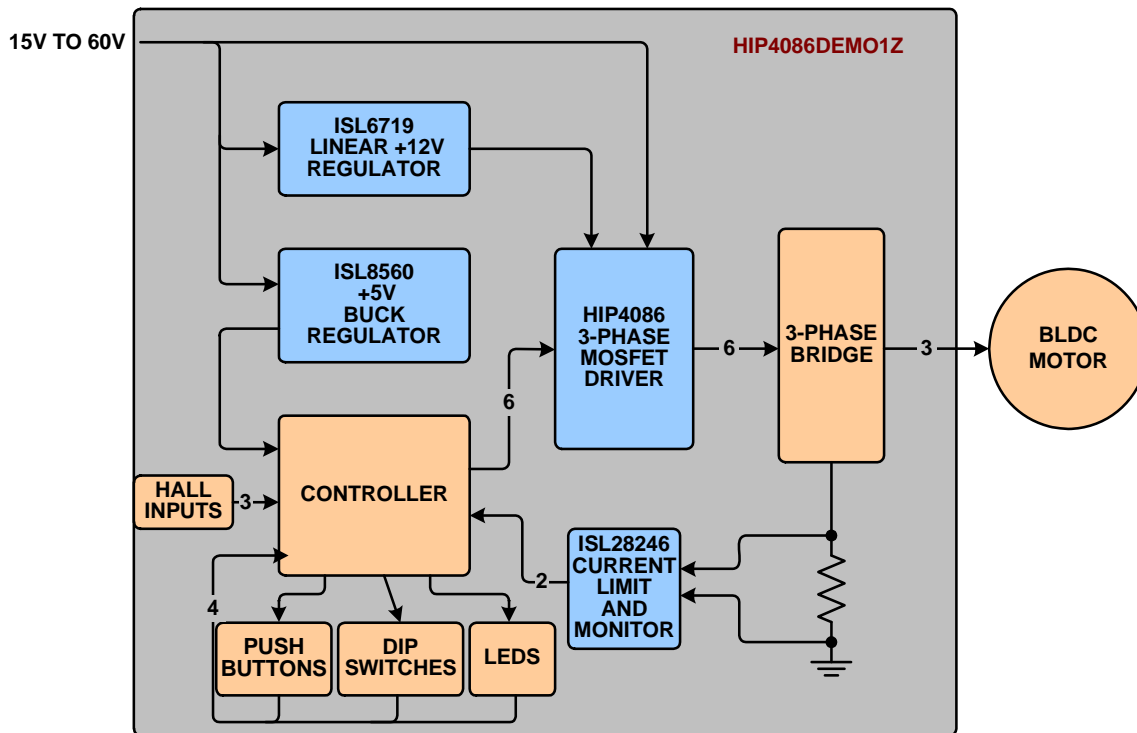 15V TO 60V
HIP4086DEMO1Z
ISL6719
LINEAR +12V
REGULATOR
ISL8560
+5V
BUCK
REGULATOR
HIP4086
3-PHASE
MOSFET
DRIVER
6
3-PHASE
BRIDGE
3
BLDC
MOTOR
6
HALL
INPUTS
3
CONTROLLER
2
ISL28246
CURRENT
LIMIT
AND
MONITOR
4
PUSH
BUTTONS
DIP
SWITCHES
LEDS